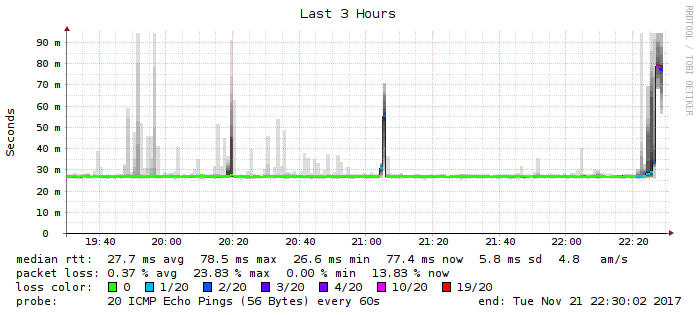 Last 3 Hours
RRDTOOL / TOBI OETIKER
Seconds
90 m
80 m
70 m
60 m
50 m
40 m
30 m
20 m
10 m
0
19:40 20:00 20:20 20:40 21:00 21:20 21:40 22:00 22:20
median rtt: 27.7 ms avg 78.5 ms max 26.6 ms min 77.4 ms now 5.8 ms sd 4.8 am/s
packet loss: 0.37 % avg 23.83 % max 0.00 % min 13.83 % now
loss color: 0 1/20 2/20 3/20 4/20 10/20 19/20
probe: 20 ICMP Echo Pings (56 Bytes) every 60s end: Tue Nov 21 22:30:02 2017